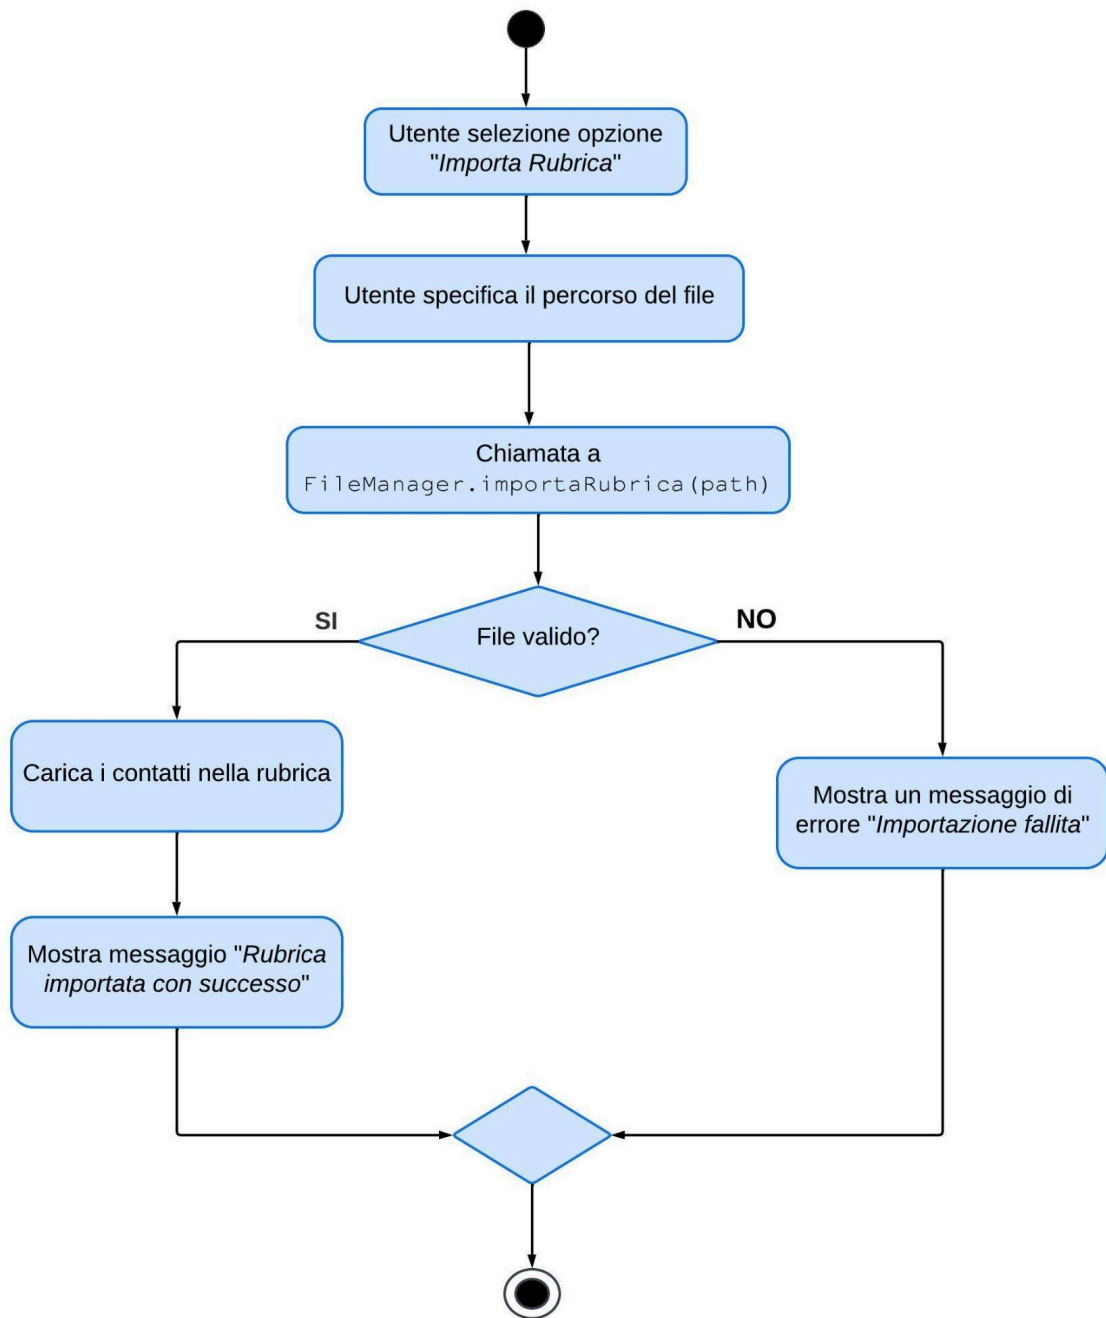 Utente selezione opzione
"Importa Rubrica"
Utente specifica il percorso del file
Chiamata a
FileManager.importaRubrica(path)
File valido?
SI
NO
Carica i contatti nella rubrica
Mostra un messaggio di
errore "Importazione fallita"
Mostra messaggio "Rubrica
importata con successo"